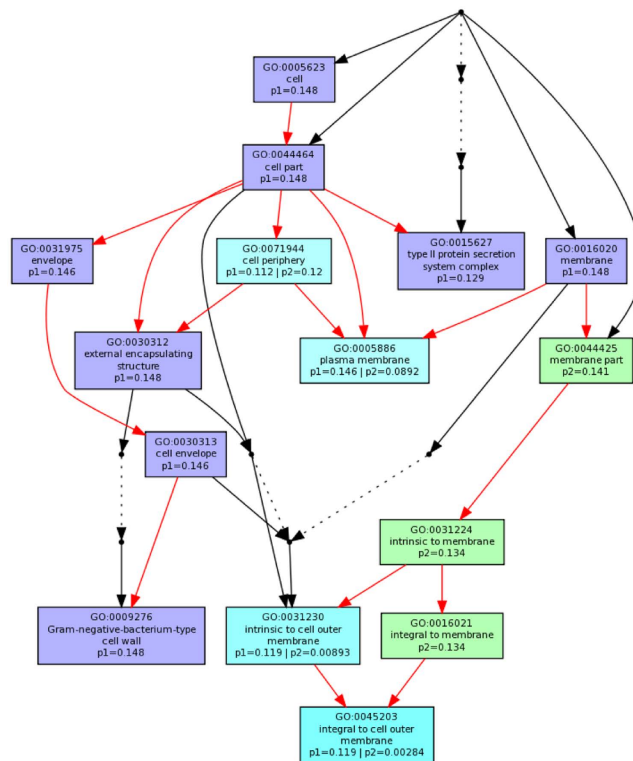 GO:0005623
cell
p1=0.148
GO:0044464
cell part
p1=0.148
GO:0031975
envelope
p1=0.146
GO:0071944
cell periphery
p1=0.112 | p2=0.12
GO:0015627
type II protein secretion
system complex
p1=0.129
GO:0016020
membrane
p1=0.148
GO:0030312
external encapsulating
structure
p1=0.148
GO:0005886
plasma membrane
p1=0.146 | p2=0.0892
GO:0044425
membrane part
p2=0.141
GO:0030313
cell envelope
p1=0.146
GO:0031224
intrinsic to membrane
p2=0.134
GO:0009276
Gram-negative-bacterium-type
cell wall
p1=0.148
GO:0031230
intrinsic to cell outer
membrane
p1=0.119 | p2=0.00893
GO:0016021
integral to membrane
p2=0.134
GO:0045203
integral to cell outer
membrane
p1=0.119 | p2=0.00284